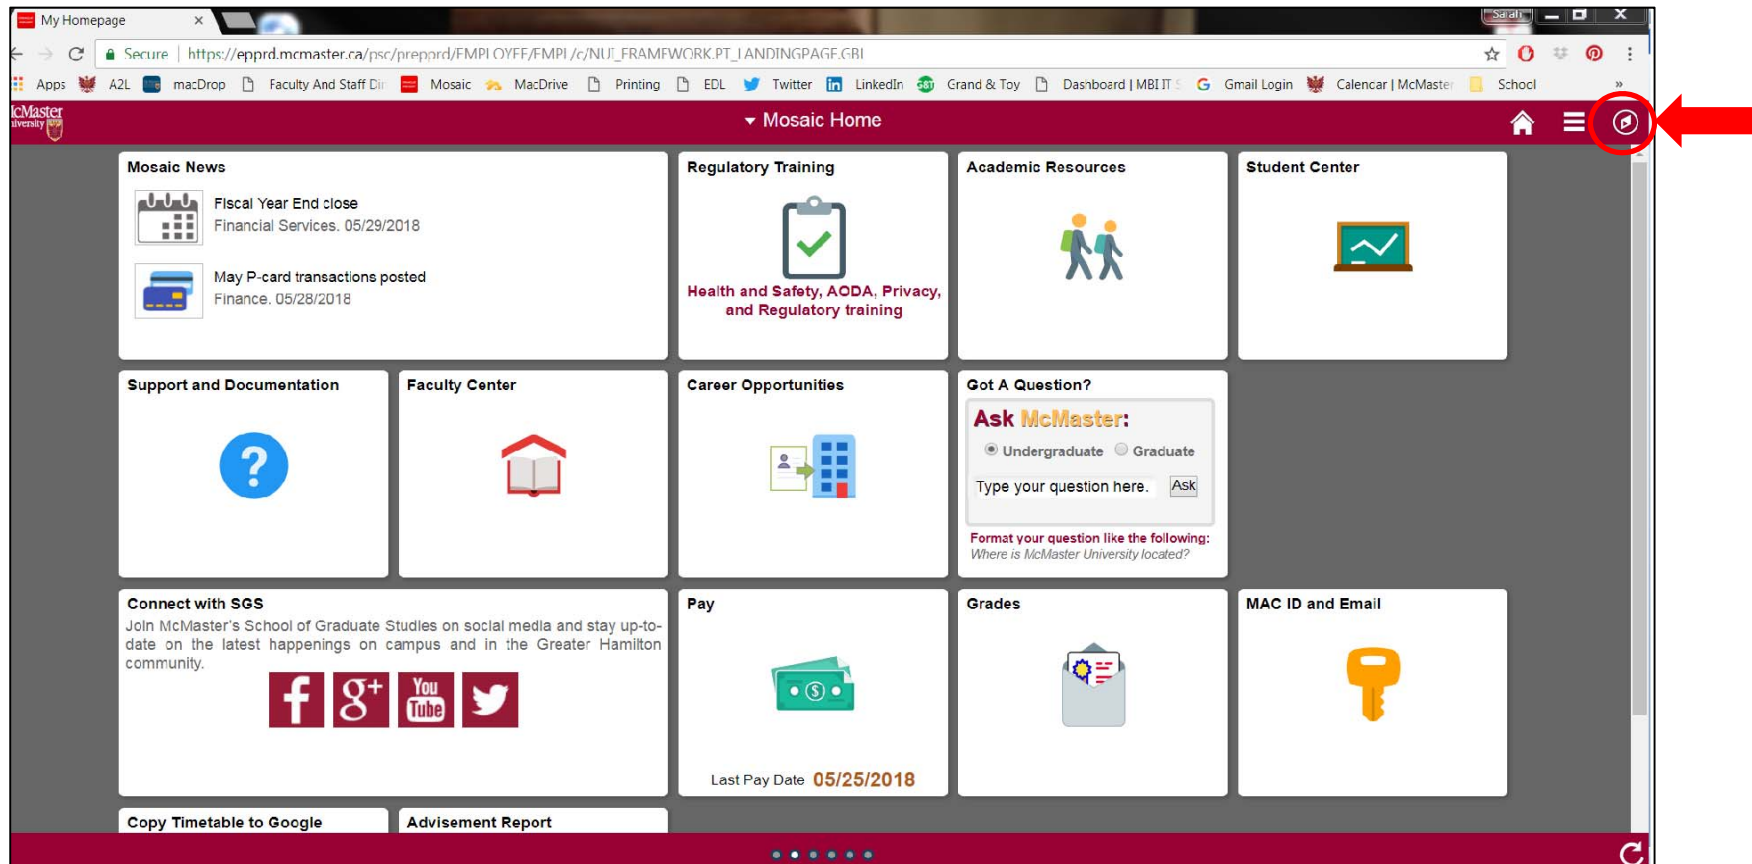 My Homepage
Sarah
Secure | https://epprd.mcmaster.ca/psc/prepprd/EMPLOYEE/EMPL/c/NUI_FRAMEWORK.PT_LANDINGPAGE.GBL
Apps A2L macDrop Faculty And Staff Dir Mosaic MacDrive Printing EDL Twitter LinkedIn Grand & Toy Dashboard | MBI IT S Gmail Login Calendar | McMaster School »
McMaster
University
Mosaic Home
Mosaic News
Fiscal Year End close
Financial Services. 05/29/2018
May P-card transactions posted
Finance. 05/28/2018
Regulatory Training
Health and Safety, AODA, Privacy,
and Regulatory training
Academic Resources
Student Center
Support and Documentation
?
Faculty Center
Career Opportunities
Got A Question?
Ask McMaster:
Undergraduate Graduate
Type your question here. Ask
Format your question like the following:
Where is McMaster University located?
Connect with SGS
Join McMaster's School of Graduate Studies on social media and stay up-to-
date on the latest happenings on campus and in the Greater Hamilton
community.
f g+ You Tube
Pay
$
Last Pay Date 05/25/2018
Grades
MAC ID and Email
Copy Timetable to Google
Advisement Report